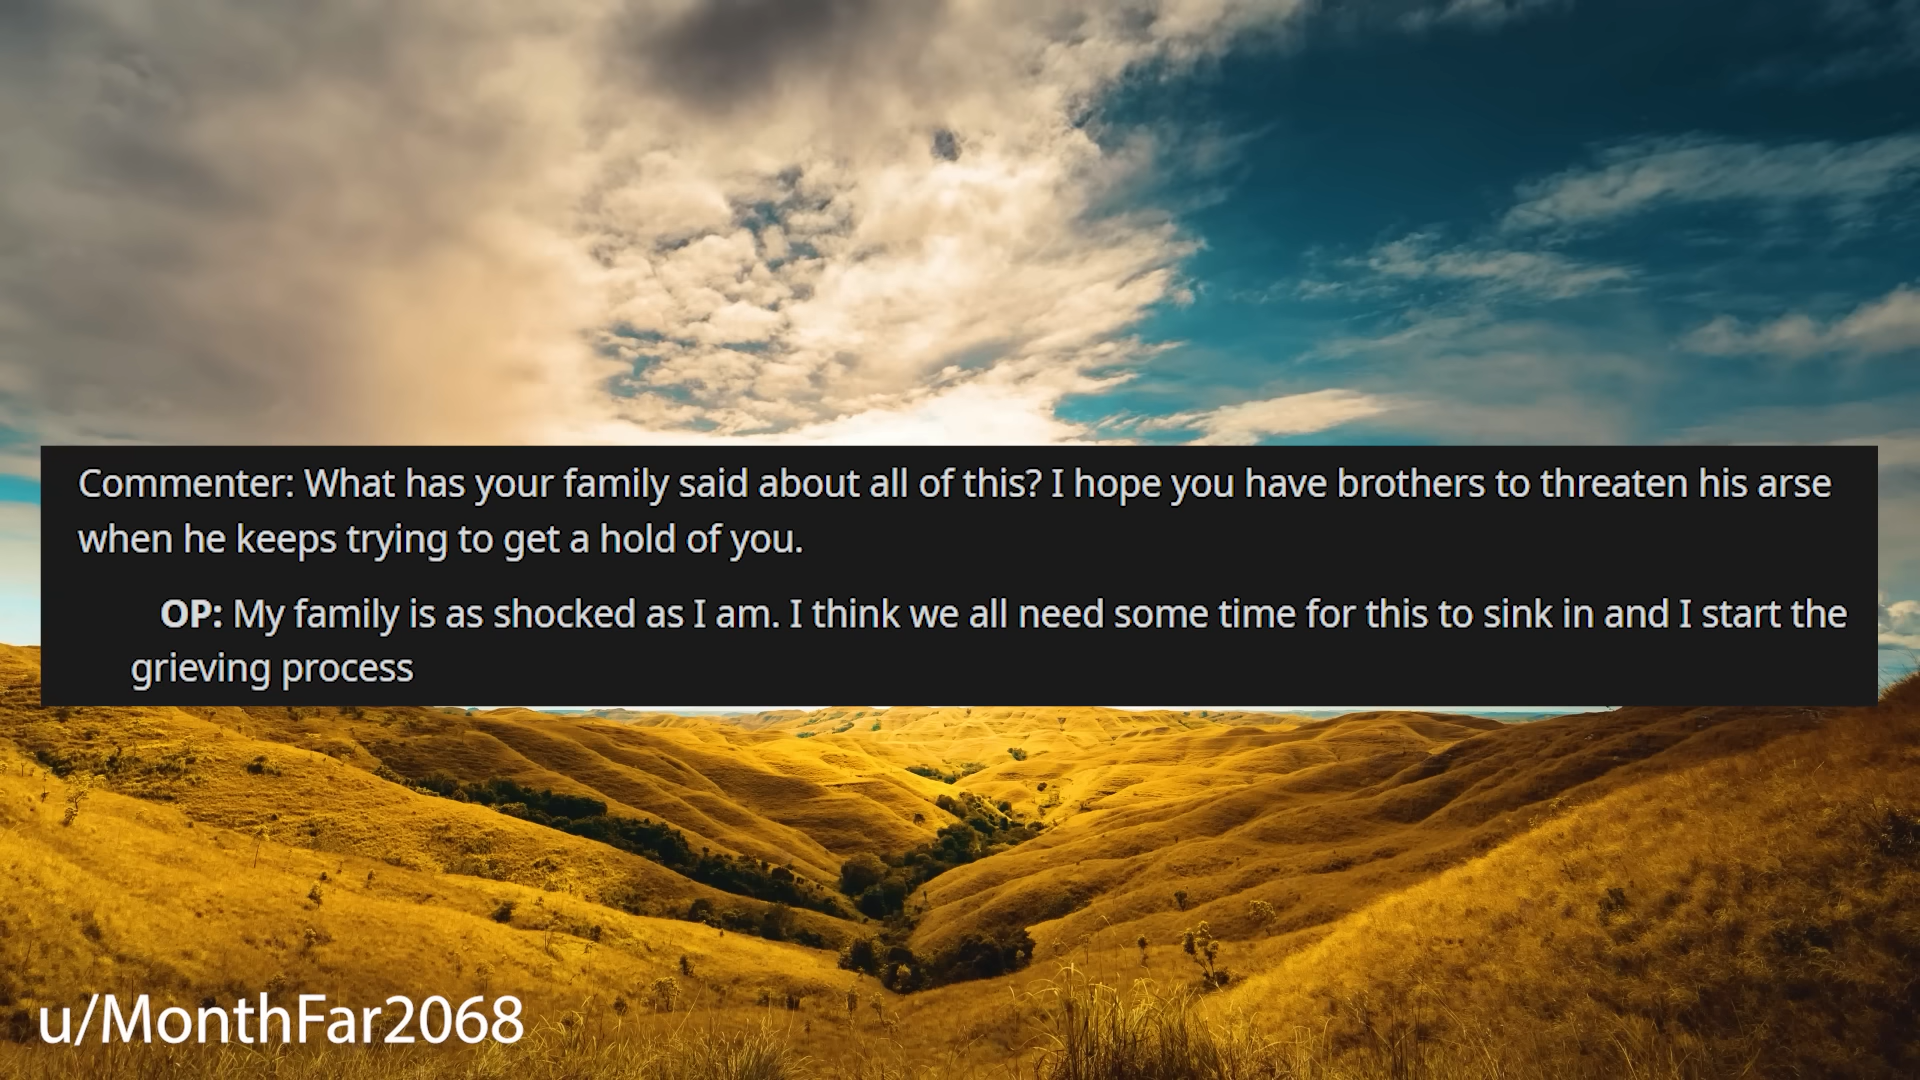 Commenter: What has your family said about all of this? I hope you have brothers to threaten his arse
when he keeps trying to get a hold of you.
OP: My family is as shocked as I am. I think we all need some time for this to sink in and I start the
grieving process
u/MonthFar2068